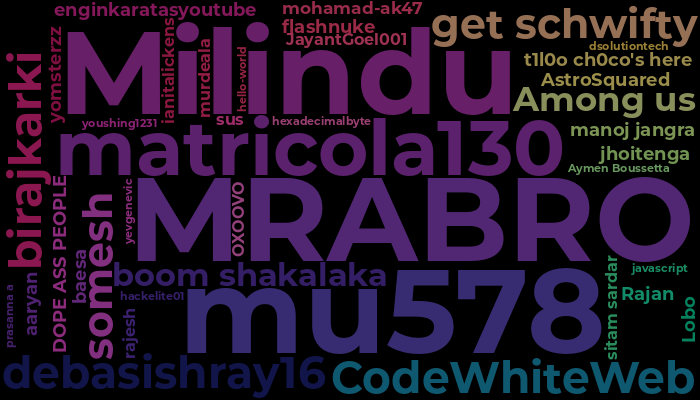 enginkaratasyoutube
mohamad-ak47
get schwifty
flashnuke
JayantGoel001
yomsterzz
Milindu
ianitalickens
murdeala
hello-world
dsolutiontech
t1l0o ch0co's here
AstroSquared
Among us
birajkarki
youshing1231
sus
hexadecimalbyte
manoj jangra
matricola130
jhoitenga
Aymen Boussetta
DOPE ASS PEOPLE
somesh
yevgenevic
MRABRO
OXOOVO
baesa
boom shakalaka
javascript
prasanna a
aaryan
hackelite01
rajesh
mu578
sitam sardar
Rajan
Lobo
debasishray16
CodeWhiteWeb